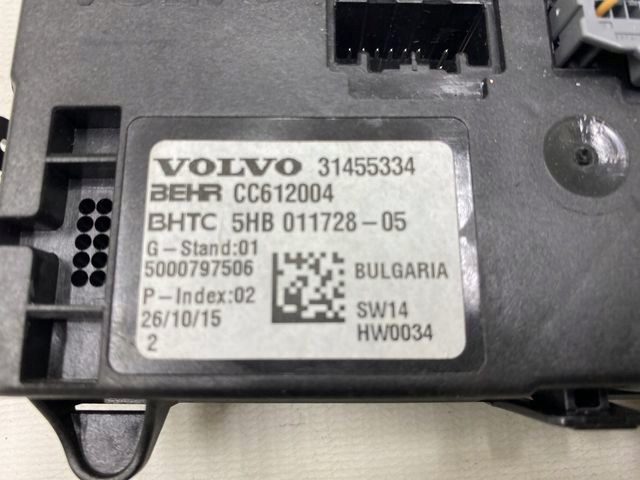 VOLVO 31455334
BEHR CC612004
BHTC 5HB 011728-05
G-Stand:01
5000797506
BULGARIA
P-Index:02
26/10/15
SW14
2
HW0034